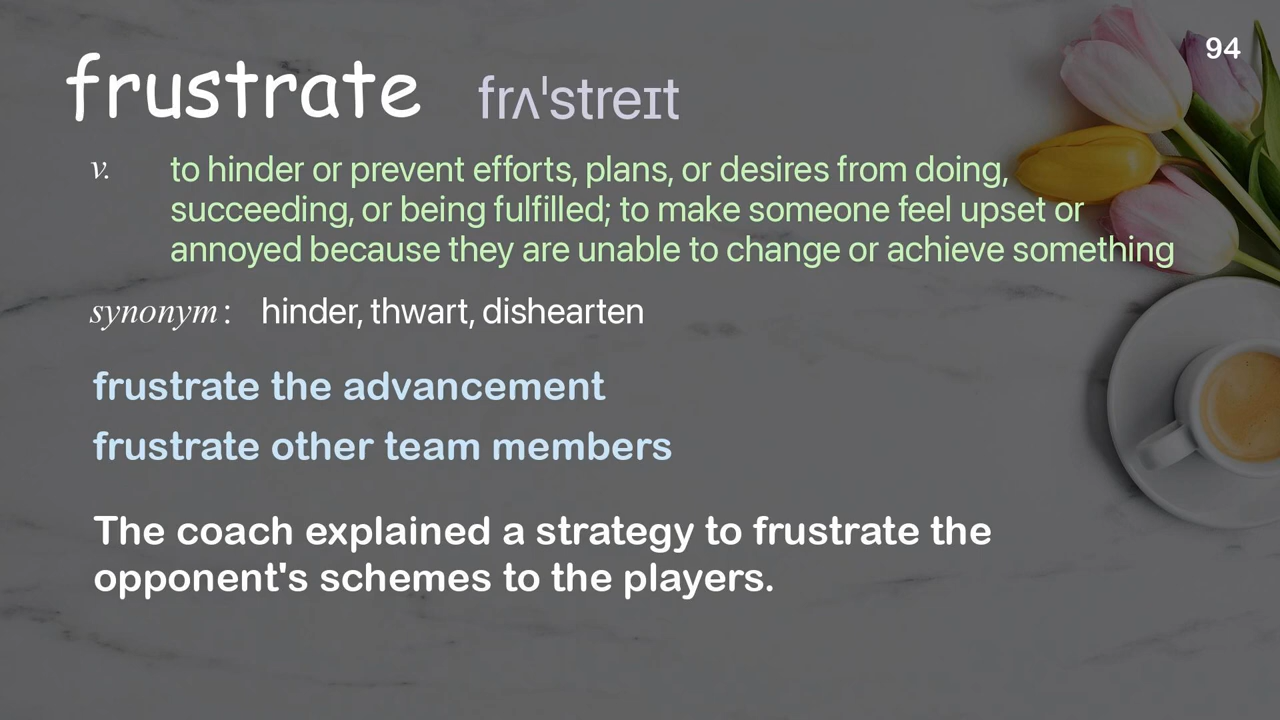 94
frustrate frʌˈstreɪt
v. to hinder or prevent efforts, plans, or desires from doing,
succeeding, or being fulfilled; to make someone feel upset or
annoyed because they are unable to change or achieve something
synonym: hinder, thwart, dishearten
frustrate the advancement
frustrate other team members
The coach explained a strategy to frustrate the
opponent's schemes to the players.